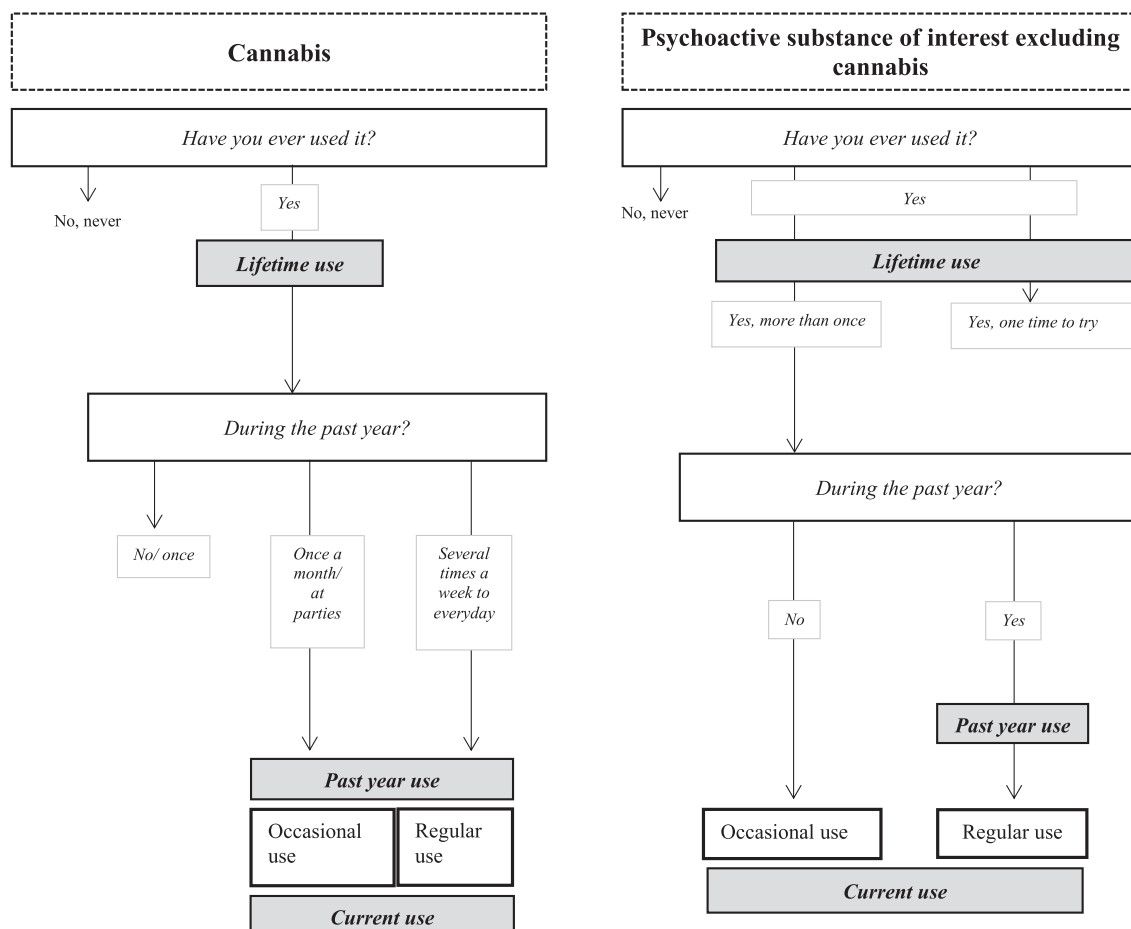 Cannabis
Have you ever used it?
No, never
Yes
Lifetime use
During the past year?
No/ once
Once a
month/
at
parties
Several
times a
week to
everyday
Past year use
Occasional
use
Regular
use
Current use
Psychoactive substance of interest excluding
cannabis
Have you ever used it?
No, never
Yes
Lifetime use
Yes, more than once
Yes, one time to try
During the past year?
No
Yes
Past year use
Occasional use
Regular use
Current use